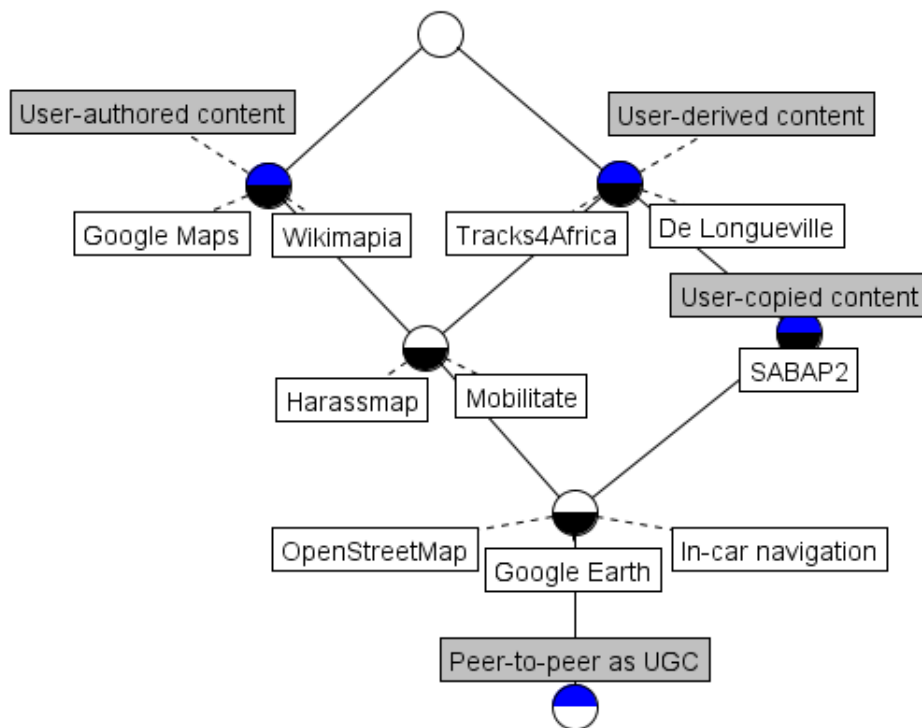 User-authored content
User-derived content
Google Maps
Wikimapia
Tracks4Africa
De Longueville
User-copied content
SABAP2
Harassmap
Mobilitate
OpenStreetMap
Google Earth
In-car navigation
Peer-to-peer as UGC